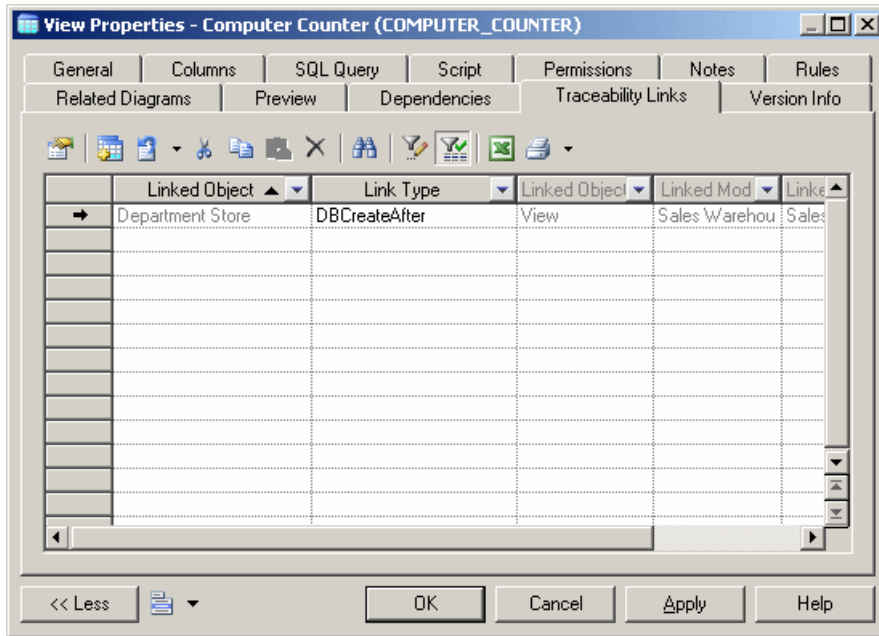 View Properties - Computer Counter (COMPUTER_COUNTER)
General Columns SQL Query Script Permissions Notes Rules
Related Diagrams Preview Dependencies Traceability Links Version Info
Linked Object Link Type Linked Object Linked Mod Linke
Department Store DBCreateAfter View Sales Warehou Sales
<< Less OK Cancel Apply Help